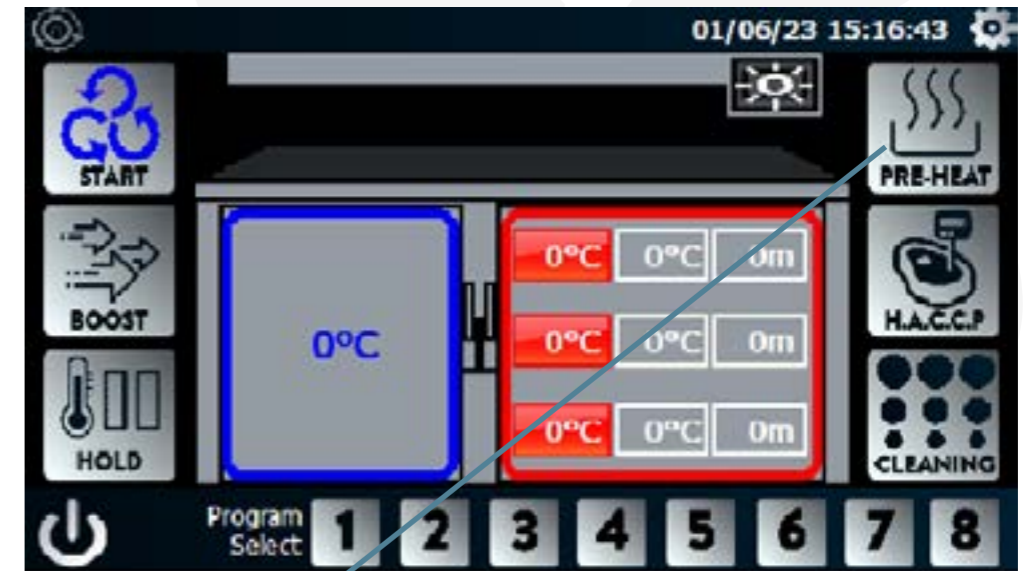 01/06/23 15:16:43
START
PRE-HEAT
0°C 0°C 0m
BOOST
H.A.C.C.P
0°C
0°C 0°C 0m
HOLD
0°C 0°C 0m
CLEANING
Program
Select 1 2 3 4 5 6 7 8